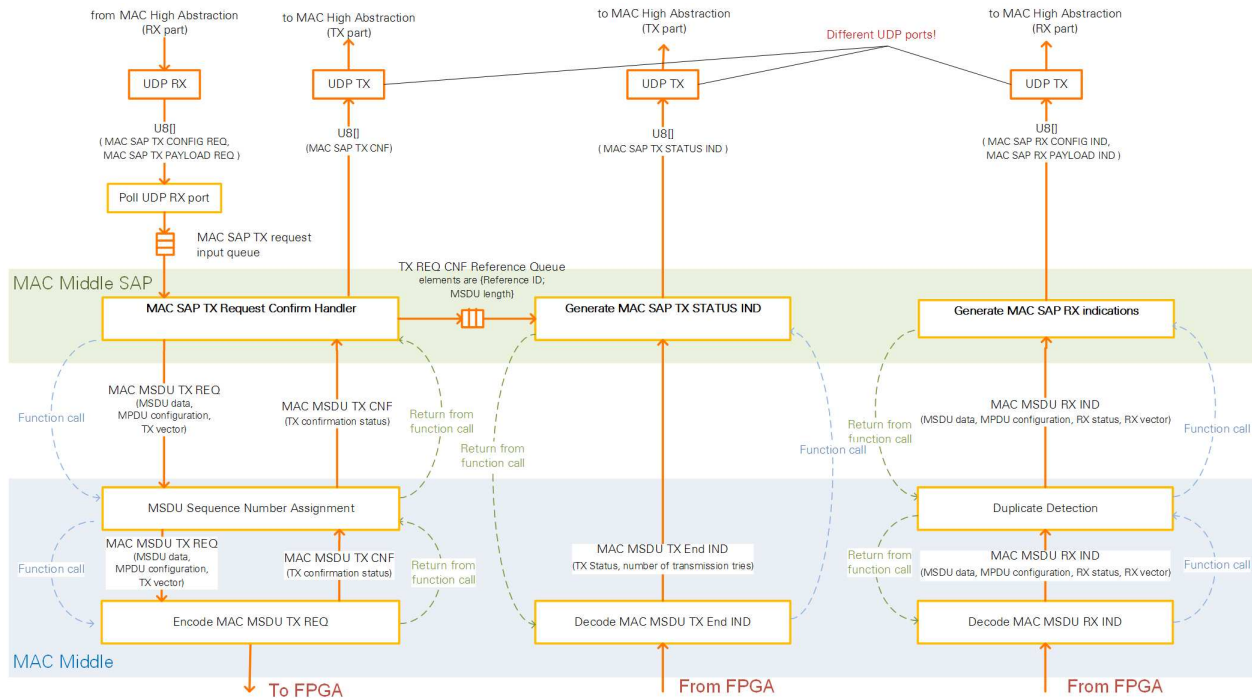 from MAC High Abstraction
(RX part)
to MAC High Abstraction
(TX part)
to MAC High Abstraction
(TX part)
to MAC High Abstraction
(RX part)
Different UDP ports!
UDP RX
UDP TX
UDP TX
UDP TX
U8[]
( MAC SAP TX CONFIG REQ,
MAC SAP TX PAYLOAD REQ )
U8[]
(MAC SAP TX CNF)
U8[]
( MAC SAP TX STATUS IND )
U8[]
( MAC SAP RX CONFIG IND,
MAC SAP RX PAYLOAD IND )
Poll UDP RX port
MAC SAP TX request
input queue
MAC Middle SAP
TX REQ CNF Reference Queue
elements are {Reference ID;
MSDU length}
MAC SAP TX Request Confirm Handler
Generate MAC SAP TX STATUS IND
Generate MAC SAP RX indications
Function call
MAC MSDU TX REQ
(MSDU data,
MPDU configuration,
TX vector)
MAC MSDU TX CNF
(TX confirmation status)
Return from
function call
Return from
function call
Function call
Return from
function call
MAC MSDU RX IND
(MSDU data, MPDU configuration, RX status, RX vector)
Function call
MSDU Sequence Number Assignment
Duplicate Detection
Function call
MAC MSDU TX REQ
(MSDU data,
MPDU configuration,
TX vector)
MAC MSDU TX CNF
(TX confirmation status)
Return from
function call
MAC MSDU TX End IND
(TX Status, number of transmission tries)
Return from
function call
MAC MSDU RX IND
(MSDU data, MPDU configuration, RX status, RX vector)
Function call
Encode MAC MSDU TX REQ
Decode MAC MSDU TX End IND
Decode MAC MSDU RX IND
MAC Middle
To FPGA
From FPGA
From FPGA